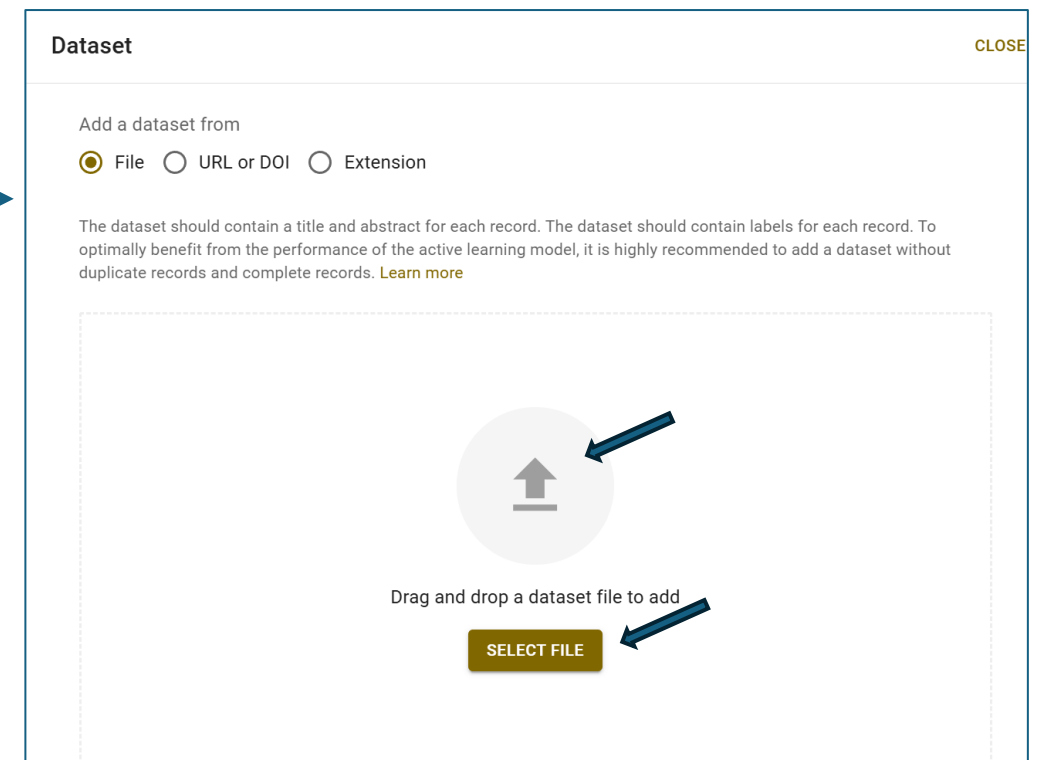 Dataset
CLOSE
Add a dataset from
File
URL or DOI
Extension
The dataset should contain a title and abstract for each record. The dataset should contain labels for each record. To
optimally benefit from the performance of the active learning model, it is highly recommended to add a dataset without
duplicate records and complete records. Learn more
Drag and drop a dataset file to add
SELECT FILE